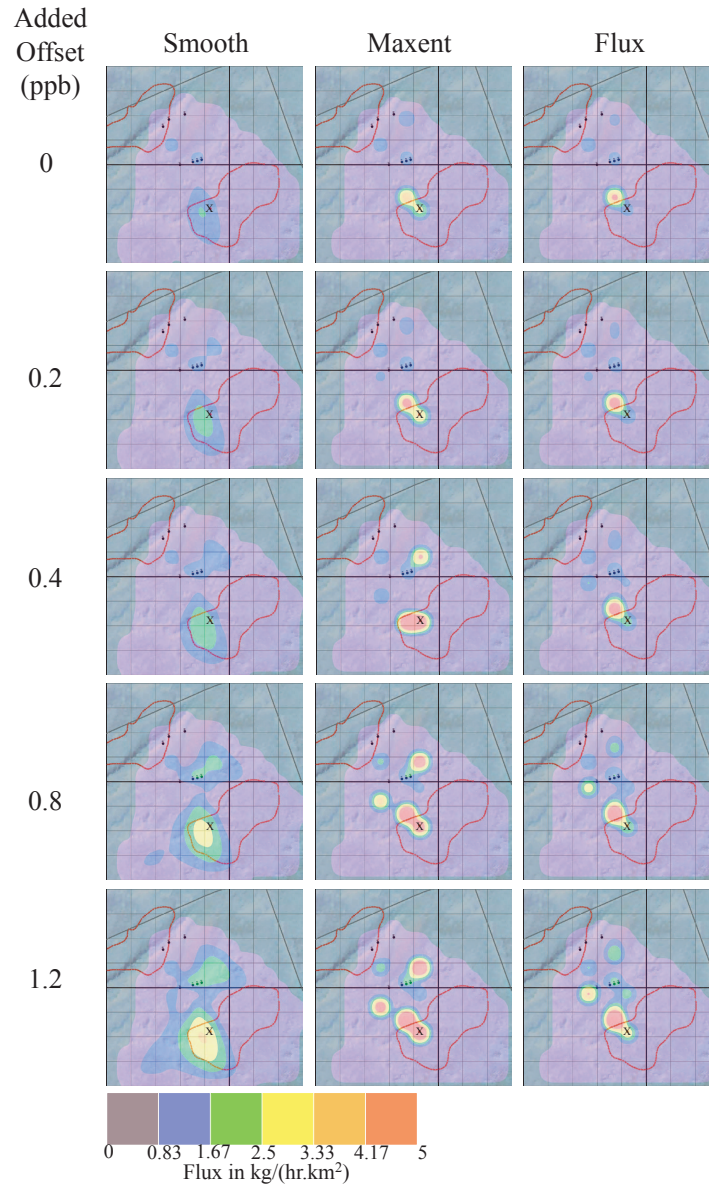 Added
Offset
(ppb)
Smooth Maxent Flux
0
X X X
0.2
X X X
0.4
X X X
0.8
X X X
1.2
X X X
0 0.83 1.67 2.5 3.33 4.17 5
Flux in kg/(hr.km²)